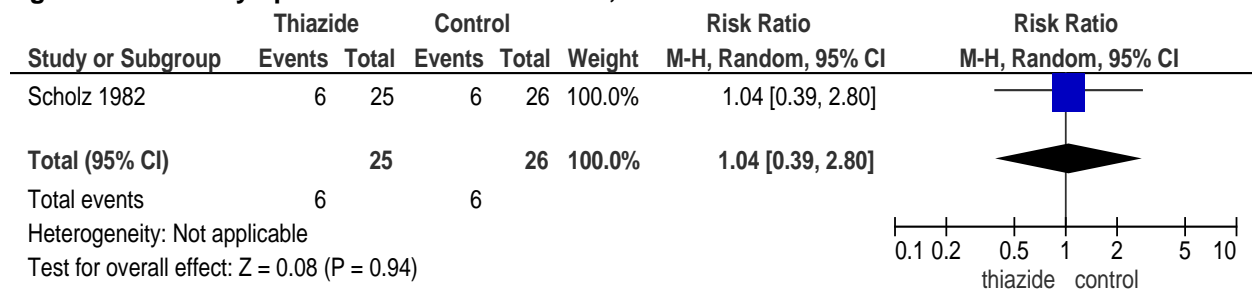 Thiazide Control Risk Ratio Risk Ratio
Study or Subgroup Events Total Events Total Weight M-H, Random, 95% CI M-H, Random, 95% CI
Scholz 1982 6 25 6 26 100.0% 1.04 [0.39, 2.80]
Total (95% CI) 25 26 100.0% 1.04 [0.39, 2.80]
Total events 6 6
Heterogeneity: Not applicable
Test for overall effect: Z = 0.08 (P = 0.94)
0.1 0.2 0.5 1 2 5 10
thiazide control